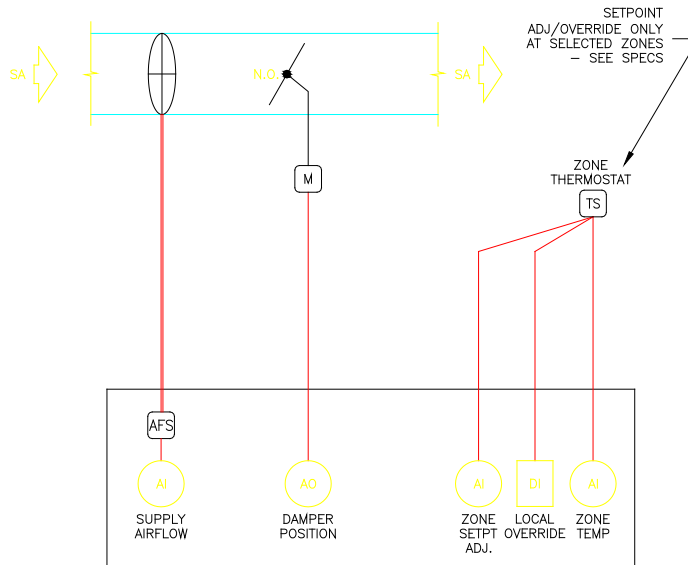 SETPOINT
ADJ/OVERRIDE ONLY
AT SELECTED ZONES
– SEE SPECS
SA
N.O.
SA
ZONE
THERMOSTAT
M
TS
AFS
AI
AO
AI
DI
AI
SUPPLY
AIRFLOW
DAMPER
POSITION
ZONE
SETPT
ADJ.
LOCAL
OVERRIDE
ZONE
TEMP